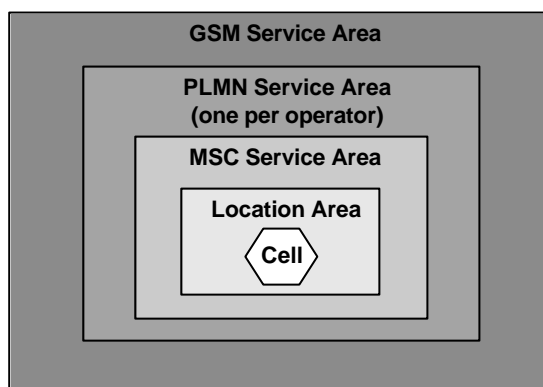 GSM Service Area
PLMN Service Area
(one per operator)
MSC Service Area
Location Area
Cell